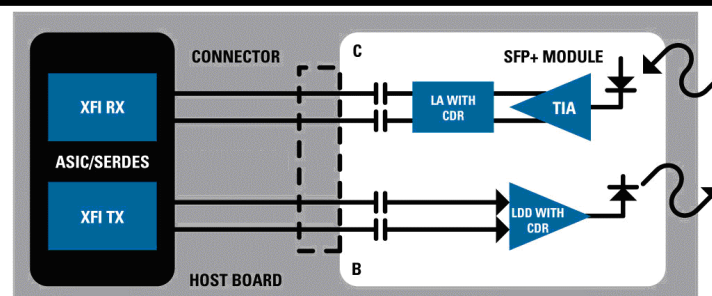 CONNECTOR
C
SFP+ MODULE
XFI RX
LA WITH
CDR
TIA
ASIC/SERDES
XFI TX
LDD WITH
CDR
B
HOST BOARD